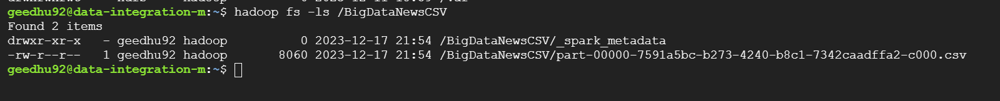 geedhu92@data-integration-m:~$ hadoop fs -ls /BigDataNewsCSV
Found 2 items
drwxr-xr-x   - geedhu92 hadoop          0 2023-12-17 21:54 /BigDataNewsCSV/_spark_metadata
-rw-r--r--   1 geedhu92 hadoop       8060 2023-12-17 21:54 /BigDataNewsCSV/part-00000-7591a5bc-b273-4240-b8c1-7342caadffa2-c000.csv
geedhu92@data-integration-m:~$